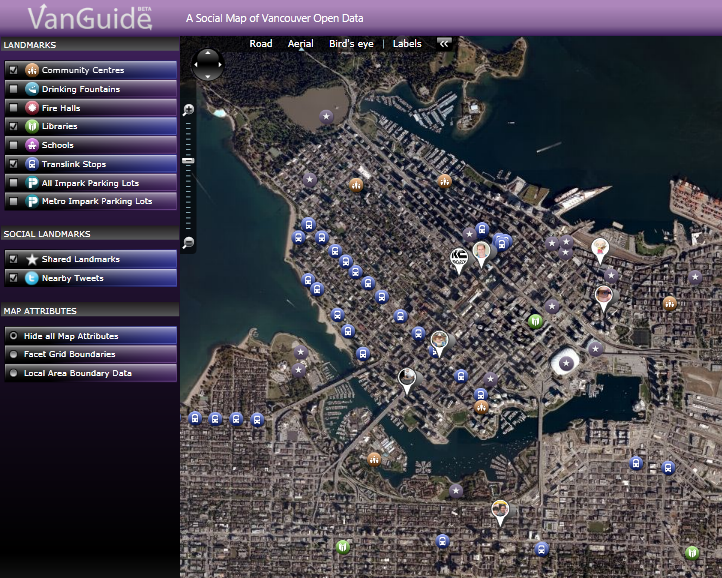 VanGuide BETA
A Social Map of Vancouver Open Data
LANDMARKS
Community Centres
Drinking Fountains
Fire Halls
Libraries
Schools
Translink Stops
All Impark Parking Lots
Metro Impark Parking Lots
SOCIAL LANDMARKS
Shared Landmarks
Nearby Tweets
MAP ATTRIBUTES
Hide all Map Attributes
Facet Grid Boundaries
Local Area Boundary Data
Road Aerial Bird's eye | Labels «